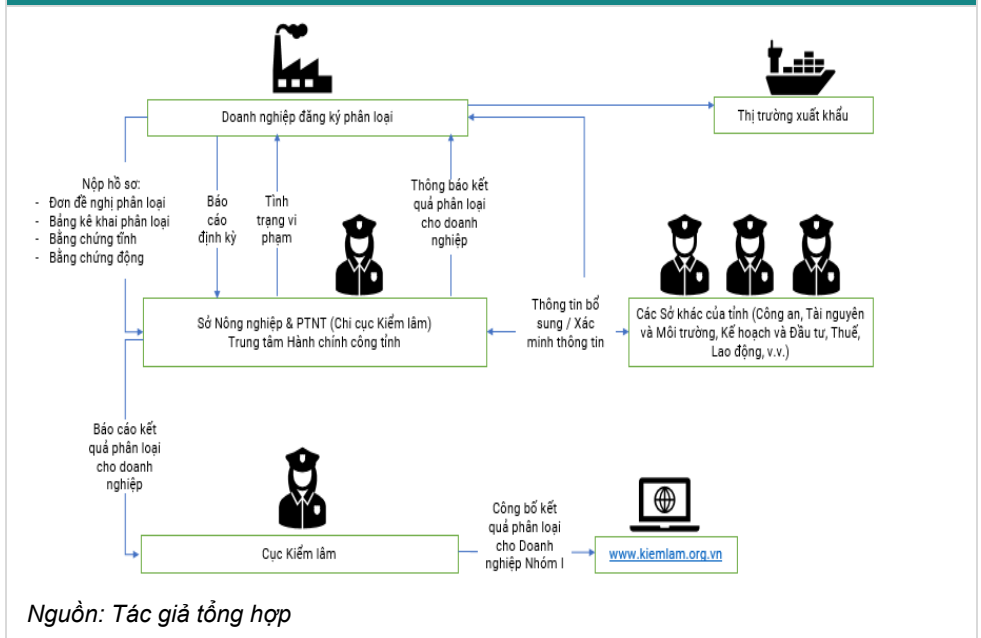 Doanh nghiệp đăng ký phân loại
Thị trường xuất khẩu
Nộp hồ sơ:
- Đơn đề nghị phân loại
- Bảng kê khai phân loại
- Bằng chứng tĩnh
- Bằng chứng động
Báo
cáo
định kỳ
Tình
trạng vi
phạm
Thông báo kết
quả phân loại
cho doanh
nghiệp
Sở Nông nghiệp & PTNT (Chi cục Kiểm lâm)
Trung tâm Hành chính công tỉnh
Thông tin bổ
sung / Xác
minh thông tin
Các Sở khác của tỉnh (Công an, Tài nguyên
và Môi trường, Kế hoạch và Đầu tư, Thuế,
Lao động, v.v.)
Báo cáo kết
quả phân loại
cho doanh
nghiệp
Cục Kiểm lâm
Công bố kết
quả phân loại
cho Doanh
nghiệp Nhóm I
www.kiemlam.org.vn
Nguồn: Tác giả tổng hợp